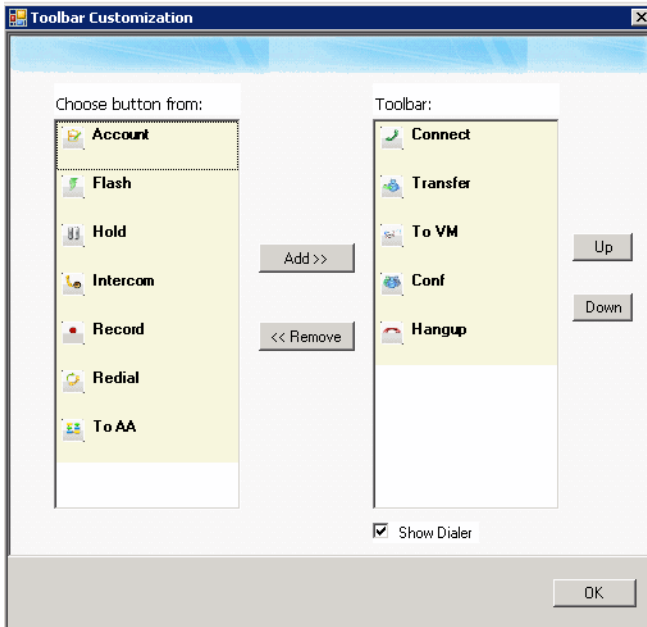 Toolbar Customization
Choose button from:
Account
Flash
Hold
Intercom
Record
Redial
To AA
Add >>
<< Remove
Toolbar:
Connect
Transfer
To VM
Conf
Hangup
Up
Down
Show Dialer
OK